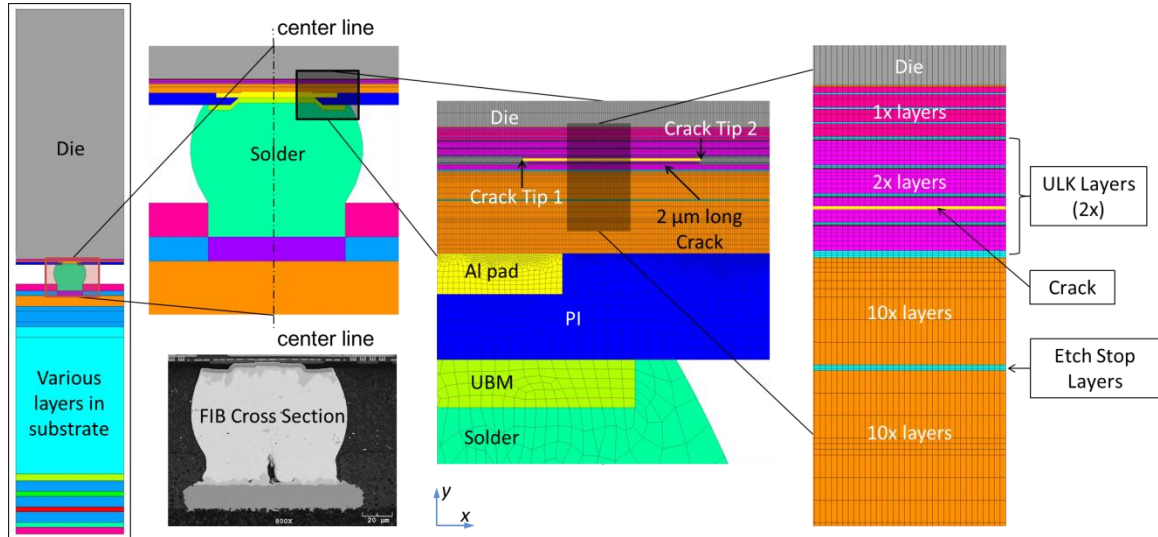 Die
Various
layers in
substrate
center line
Solder
center line
FIB Cross Section
800X
20 μm
Die
Crack Tip 2
Crack Tip 1
2 μm long
Crack
Al pad
PI
UBM
Solder
y
x
Die
1x layers
2x layers
10x layers
10x layers
ULK Layers
(2x)
Crack
Etch Stop
Layers